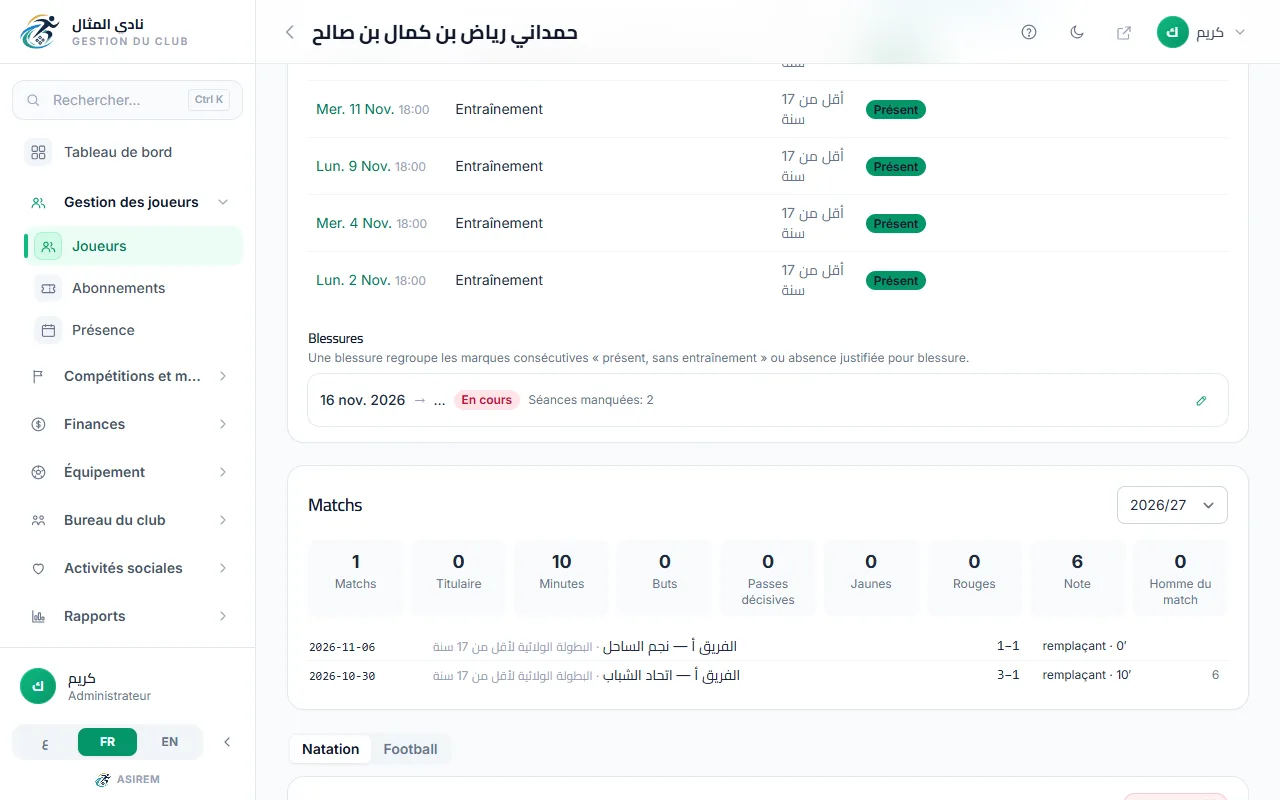 نادي المثال
GESTION DU CLUB
Rechercher...
Ctrl K
Tableau de bord
Gestion des joueurs
Joueurs
Abonnements
Présence
Compétitions et m...
Finances
Équipement
Bureau du club
Activités sociales
Rapports
ك
كريم
Administrateur
ع
FR
EN
ASIREM
حمداني رياض بن كمال بن صالح
ك
كريم
سنة
Mer. 11 Nov. 18:00
Entraînement
أقل من 17
سنة
Présent
Lun. 9 Nov. 18:00
Entraînement
أقل من 17
سنة
Présent
Mer. 4 Nov. 18:00
Entraînement
أقل من 17
سنة
Présent
Lun. 2 Nov. 18:00
Entraînement
أقل من 17
سنة
Présent
Blessures
Une blessure regroupe les marques consécutives « présent, sans entraînement » ou absence justifiée pour blessure.
16 nov. 2026 → ... En cours Séances manquées: 2
Matchs
2026/27
1
Matchs
0
Titulaire
10
Minutes
0
Buts
0
Passes
décisives
0
Jaunes
0
Rouges
6
Note
0
Homme du
match
2026-11-06
الفريق أ — نجم الساحل · البطولة الولائية لأقل من 17 سنة
1–1
remplaçant · 0’
2026-10-30
الفريق أ — اتحاد الشباب · البطولة الولائية لأقل من 17 سنة
3–1
remplaçant · 10’
6
Natation
Football